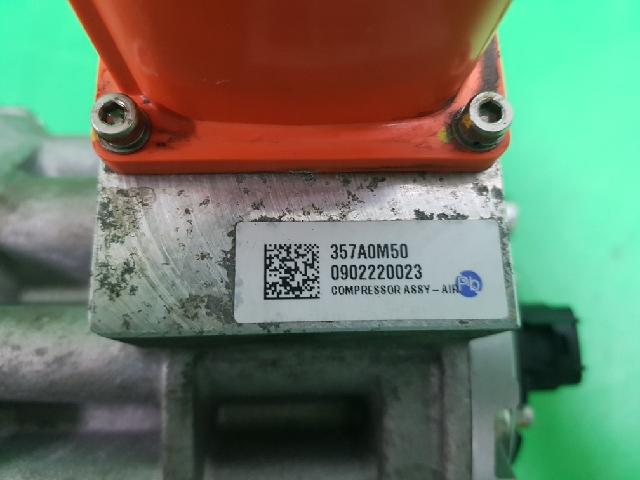 357A0M50
0902220023
COMPRESSOR ASSY-AIR
Pb